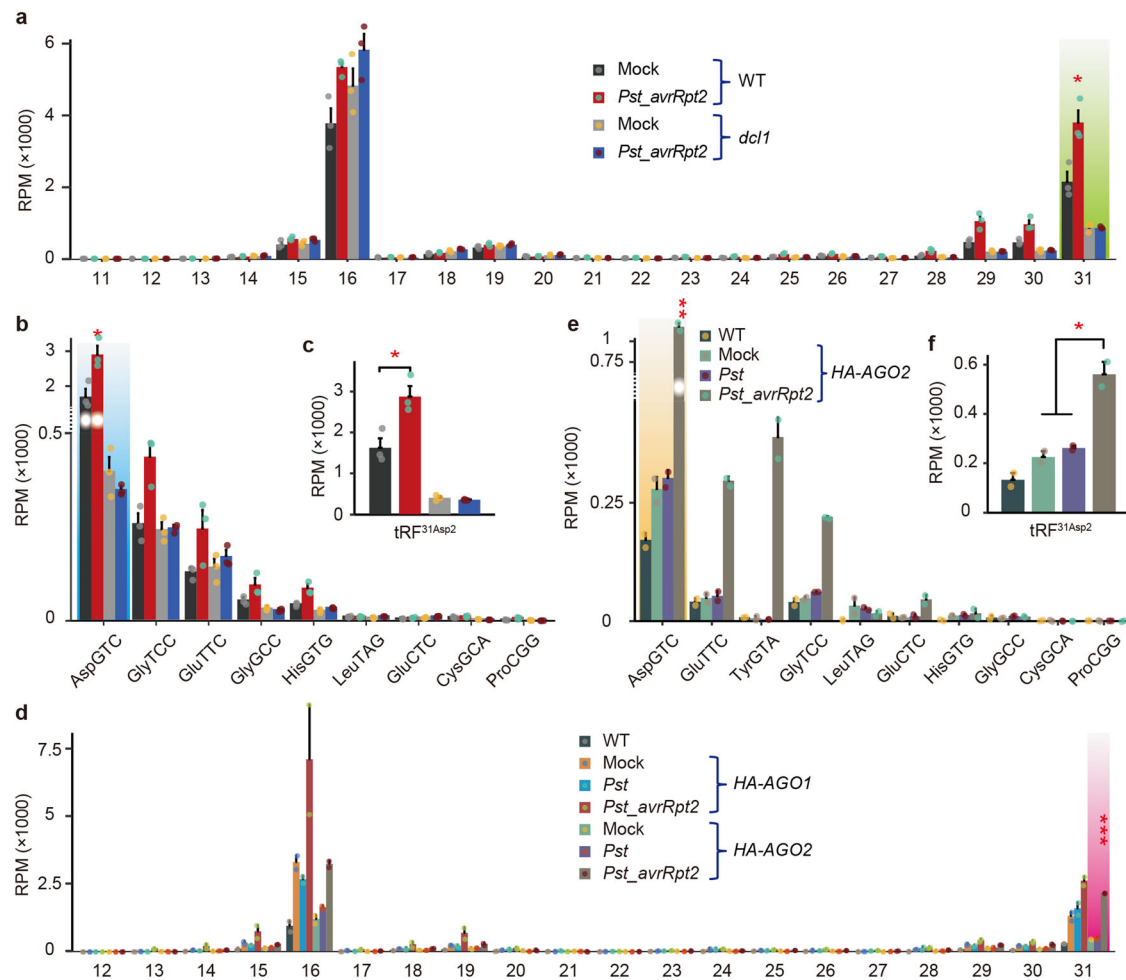 a
RPM (×1000)
6
4
2
0
Mock
Pst_avrRpt2
WT
Mock
Pst_avrRpt2
dcl1
*
11 12 13 14 15 16 17 18 19 20 21 22 23 24 25 26 27 28 29 30 31
b
RPM (×1000)
3
2
0.5
0
*
AspGTC GlyTCC GluTTC GlyGCC HisGTG LeuTAG GluCTC CysGCA ProCGG
c
RPM (×1000)
3
2
1
0
*
tRF31Asp2
e
RPM (×1000)
1
0.75
0.25
0
**
WT
Mock
Pst
Pst_avrRpt2
HA-AGO2
AspGTC GluTTC TyrGTA GlyTCC LeuTAG GluCTC HisGTG GlyGCC CysGCA ProCGG
f
RPM (×1000)
0.6
0.4
0.2
0
*
tRF31Asp2
d
RPM (×1000)
7.5
5
2.5
0
WT
Mock
Pst
Pst_avrRpt2
HA-AGO1
Mock
Pst
Pst_avrRpt2
HA-AGO2
***
12 13 14 15 16 17 18 19 20 21 22 23 24 25 26 27 28 29 30 31